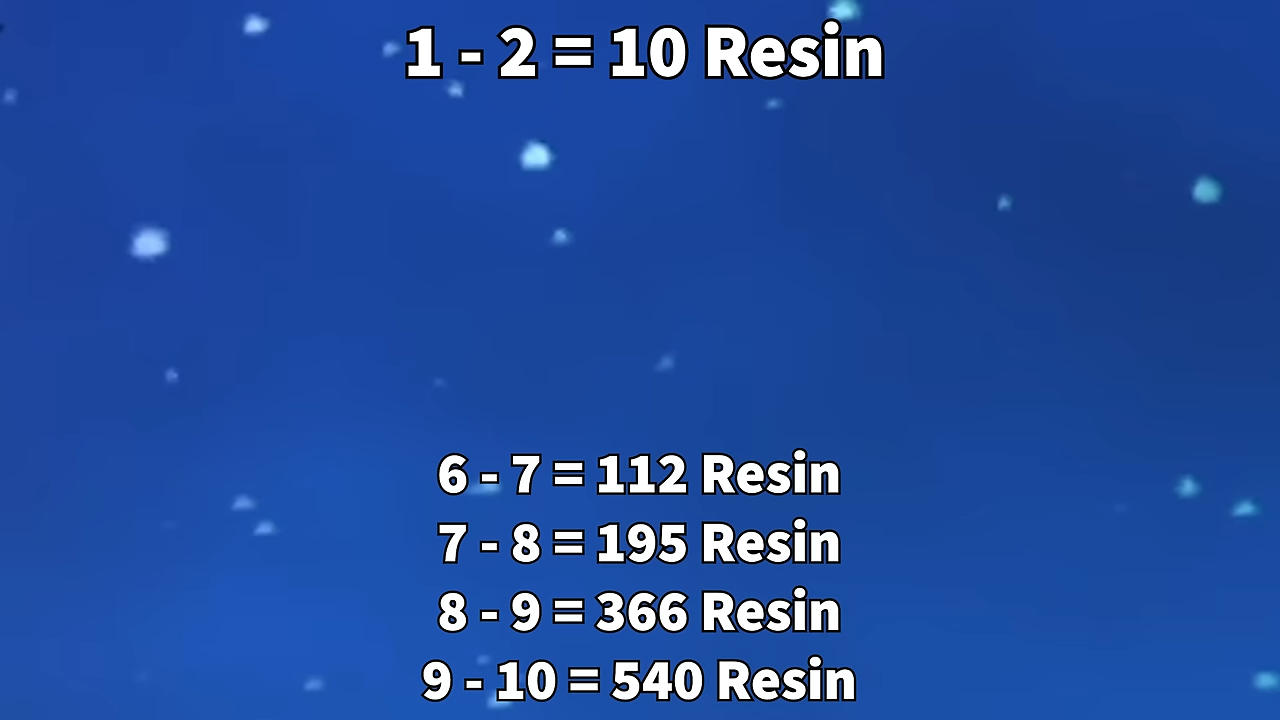 1 - 2 = 10 Resin
6 - 7 = 112 Resin
7 - 8 = 195 Resin
8 - 9 = 366 Resin
9 - 10 = 540 Resin